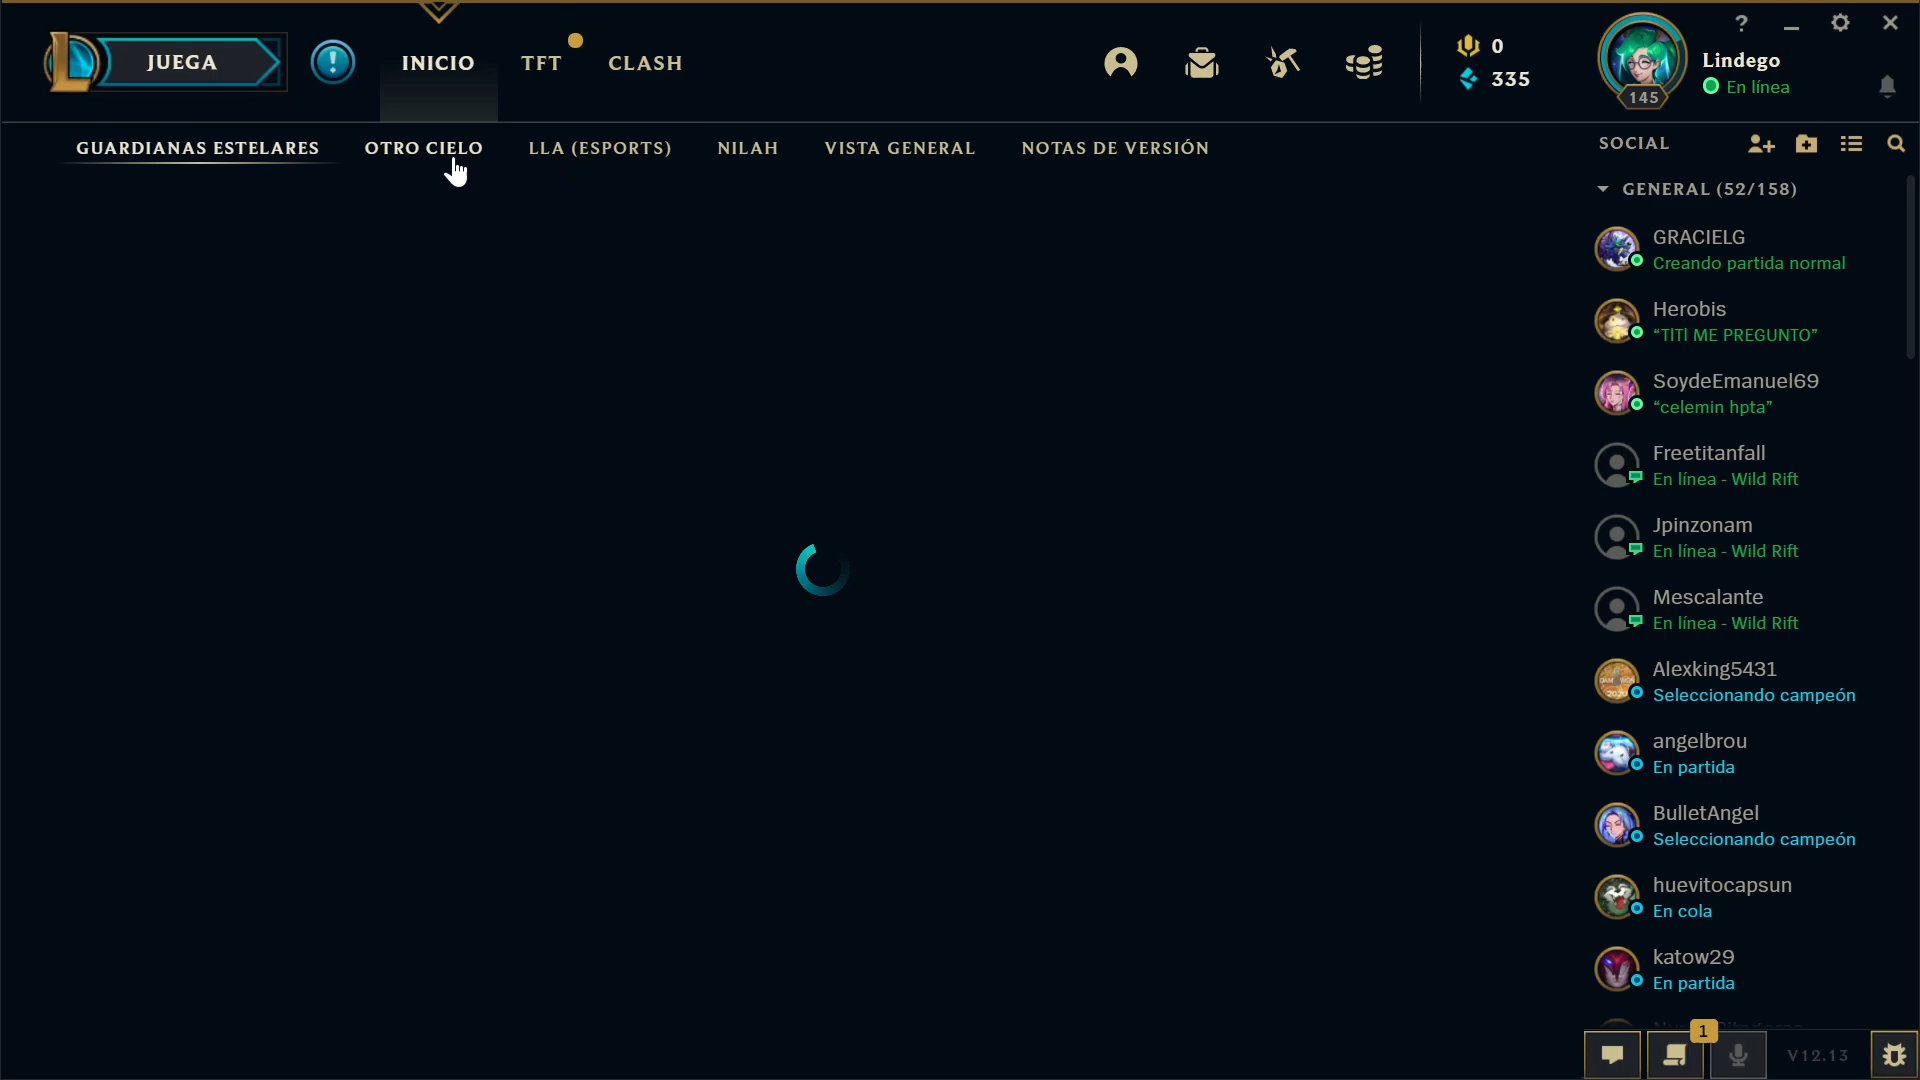 JUEGA
INICIO
TFT
CLASH
0
335
145
Lindego
En línea
?
GUARDIANAS ESTELARES
OTRO CIELO
LLA (ESPORTS)
NILAH
VISTA GENERAL
NOTAS DE VERSIÓN
SOCIAL
GENERAL (52/158)
GRACIELG
Creando partida normal
Herobis
“TITI ME PREGUNTO”
SoydeEmanuel69
“celemin hpta”
Freetitanfall
En línea - Wild Rift
Jpinzonam
En línea - Wild Rift
Mescalante
En línea - Wild Rift
Alexking5431
Seleccionando campeón
angelbrou
En partida
BulletAngel
Seleccionando campeón
huevitocapsun
En cola
katow29
En partida
1
V12.13